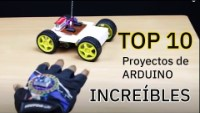 TOP 10
Proyectos de
ARDUINO
INCREÍBLES